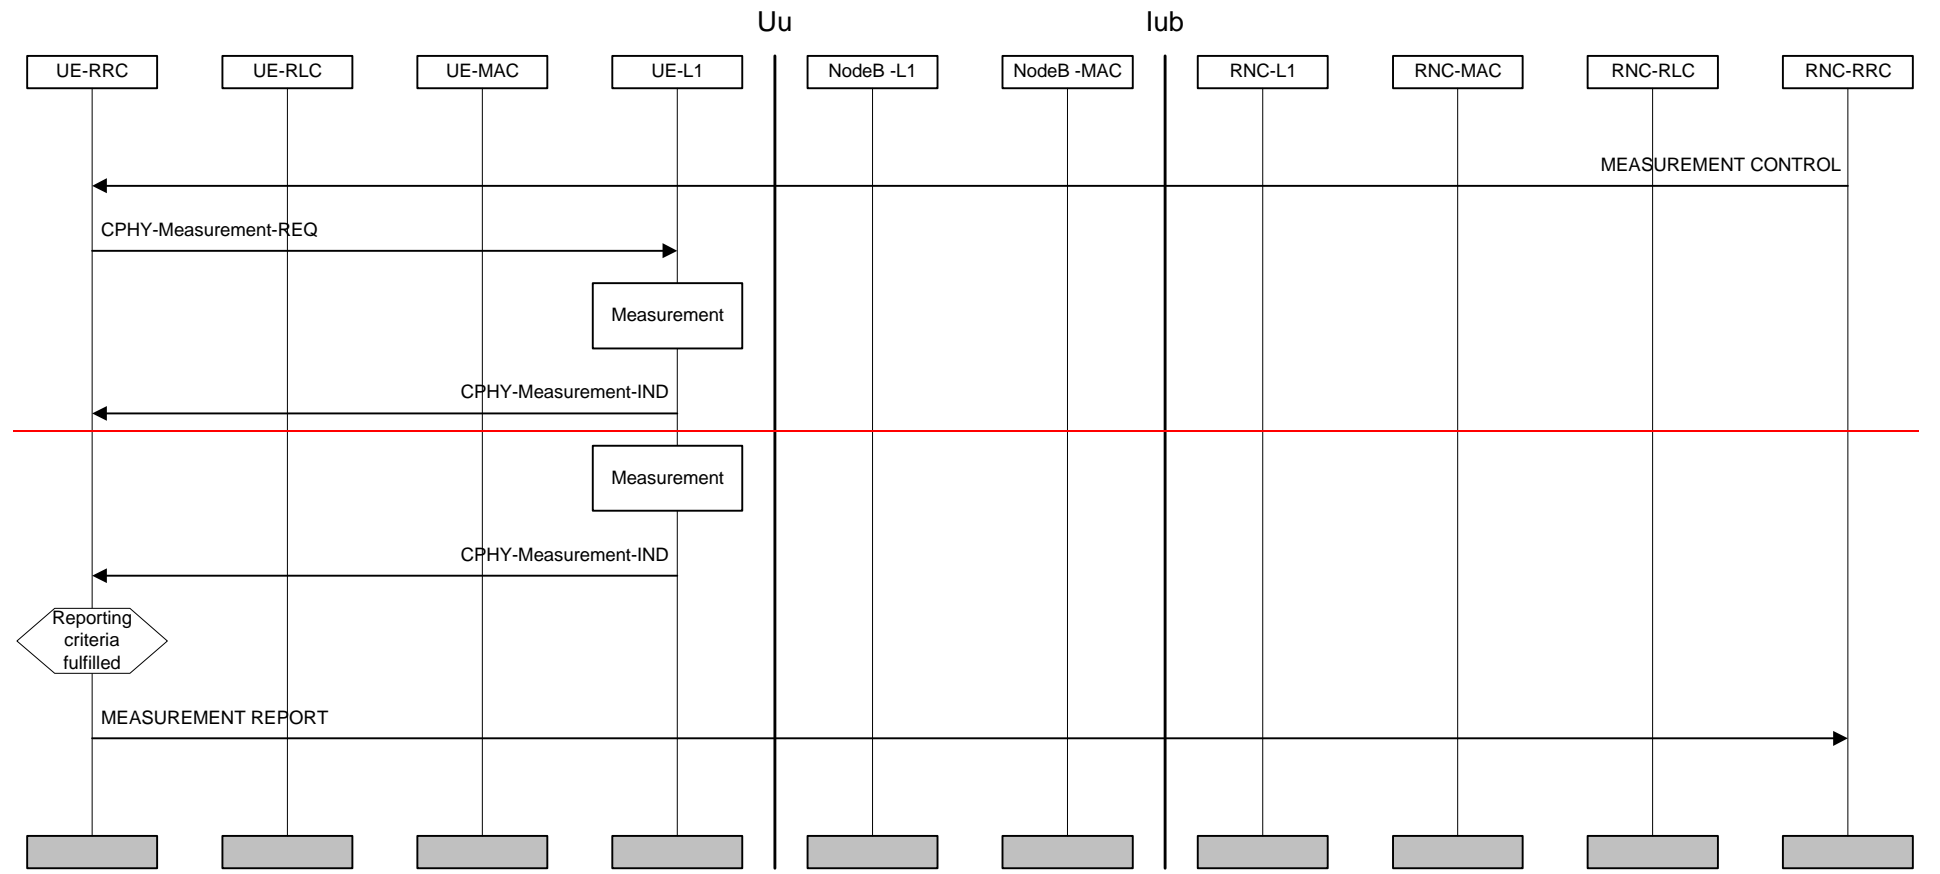 Uu
Iub
UE-RRC
UE-RLC
UE-MAC
UE-L1
NodeB -L1
NodeB -MAC
RNC-L1
RNC-MAC
RNC-RLC
RNC-RRC
MEASUREMENT CONTROL
CPHY-Measurement-REQ
Measurement
CPHY-Measurement-IND
Measurement
CPHY-Measurement-IND
Reporting
criteria
fulfilled
MEASUREMENT REPORT